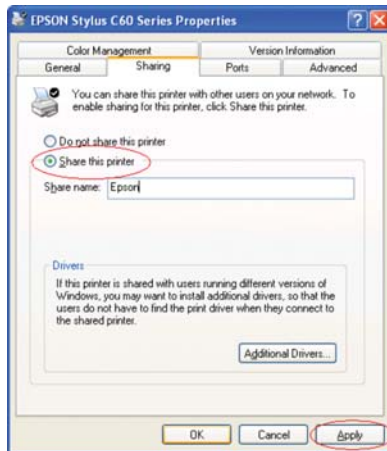 EPSON Stylus C60 Series Properties
Color Management Version Information
General Sharing Ports Advanced
You can share this printer with other users on your network. To
enable sharing for this printer, click Share this printer.
Do not share this printer
Share this printer
Share name: Epson
Drivers
If this printer is shared with users running different versions of
Windows, you may want to install additional drivers, so that the
users do not have to find the print driver when they connect to
the shared printer.
Additional Drivers...
OK Cancel Apply